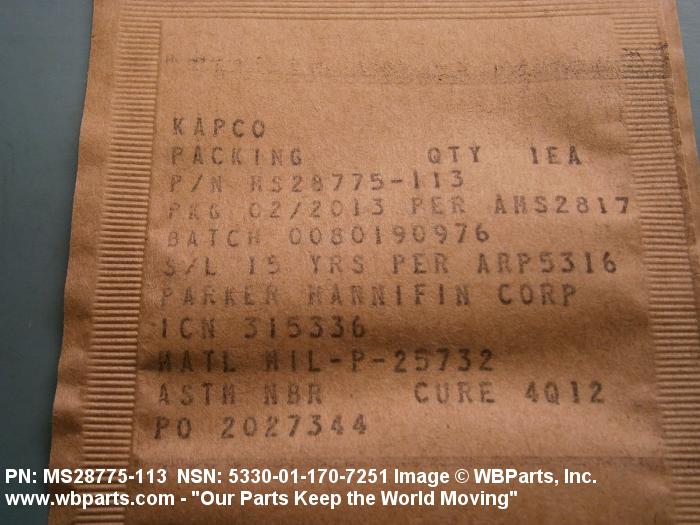 KAPCO
PACKING QTY 1EA
P/N MS28775-113
PKG 02/2013 PER AMS2817
BATCH 0080190976
S/L 15 YRS PER ARP5316
PARKER HANNIFIN CORP
ICN 315336
MATL MIL-P-25732
ASTM NBR CURE 4Q12
PO 2027344
PN: MS28775-113 NSN: 5330-01-170-7251 Image © WBParts, Inc.
www.wbparts.com - "Our Parts Keep the World Moving"